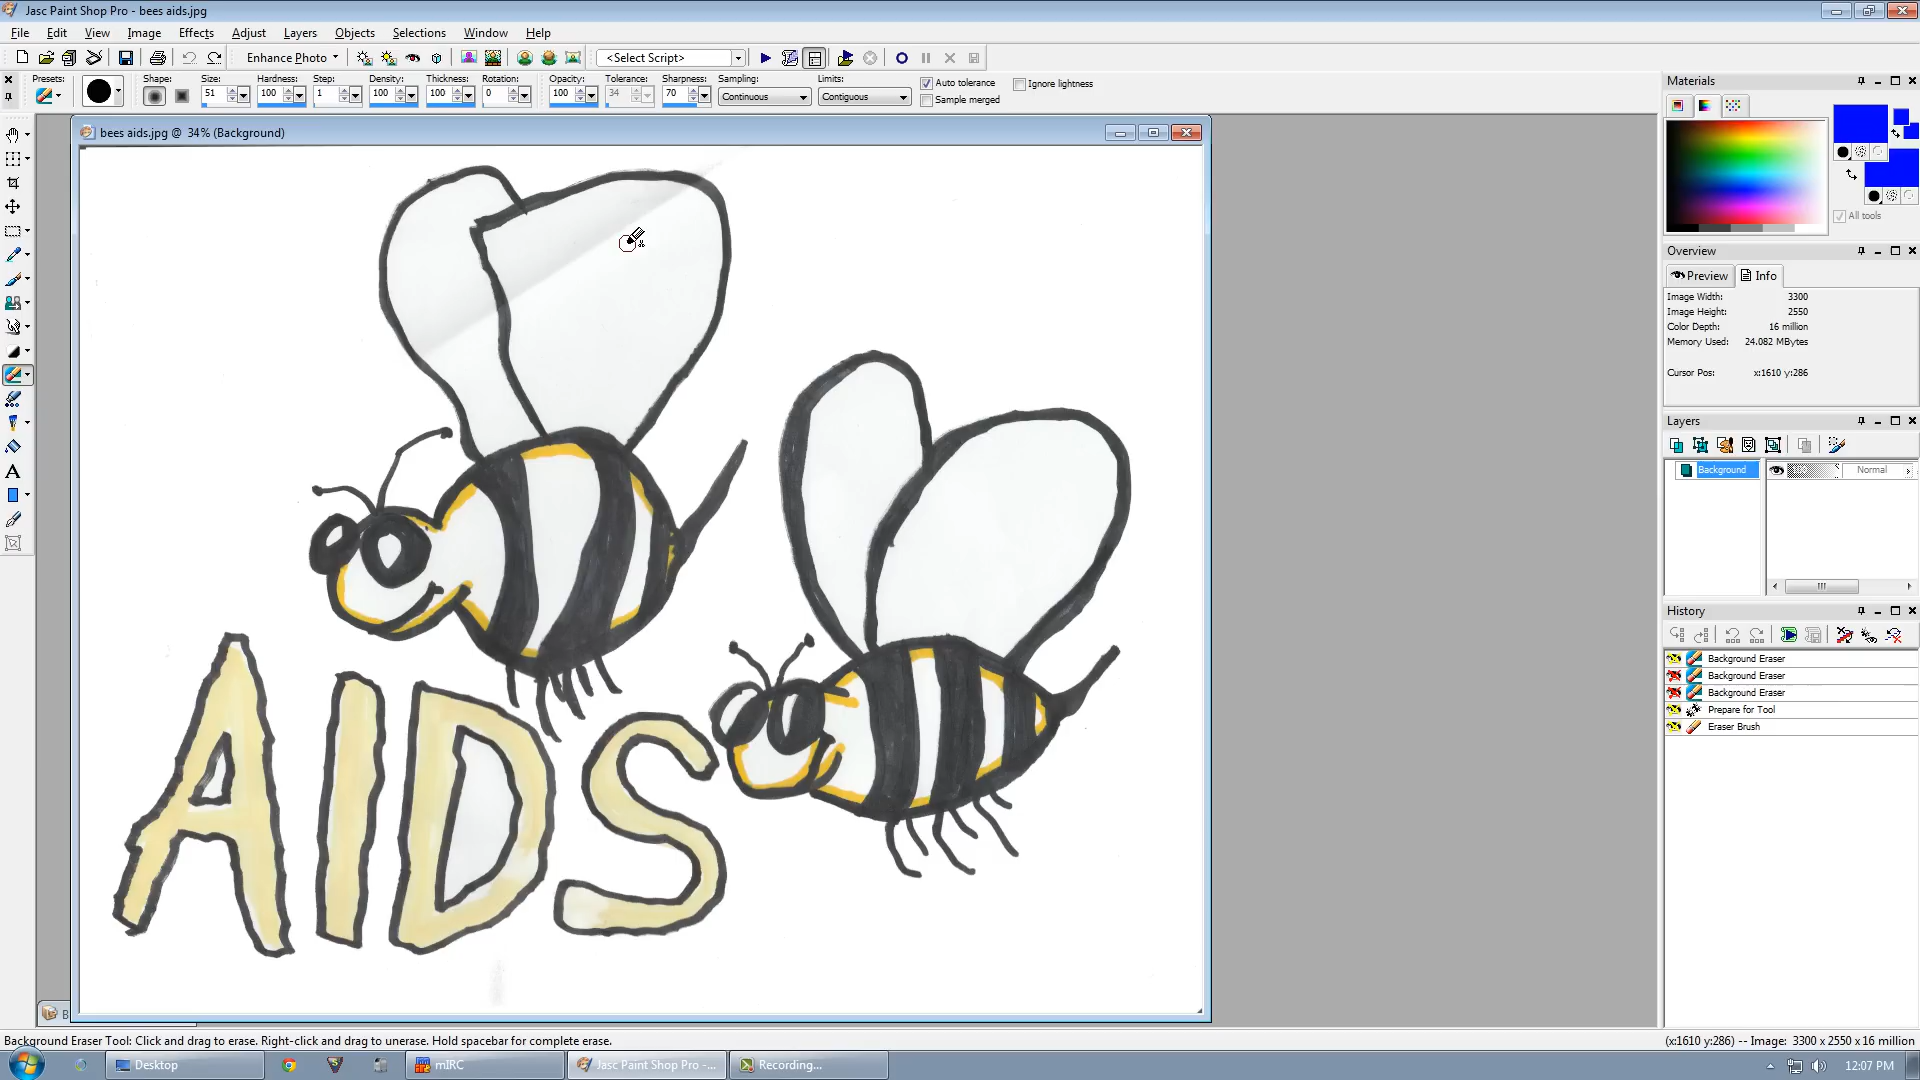 Jasc Paint Shop Pro - bees aids.jpg
File Edit View Image Effects Adjust Layers Objects Selections Window Help
Enhance Photo <Select Script>
Presets: Shape: Size: Hardness: Step: Density: Thickness: Rotation: Opacity: Tolerance: Sharpness: Sampling: Limits: Auto tolerance Ignore lightness
51 100 1 100 100 0 100 34 70 Continuous Contiguous Sample merged
bees aids.jpg @ 34% (Background)
AIDS
Materials
All tools
Overview
Preview Info
Image Width: 3300
Image Height: 2550
Color Depth: 16 million
Memory Used: 24.082 MBytes
Cursor Pos: x:1610 y:286
Layers
Background Normal
History
Background Eraser
Background Eraser
Background Eraser
Prepare for Tool
Eraser Brush
B
Background Eraser Tool: Click and drag to erase. Right-click and drag to unerase. Hold spacebar for complete erase.
(x:1610 y:286) -- Image: 3300 x 2550 x 16 million
Desktop mIRC Jasc Paint Shop Pro -... Recording... 12:07 PM